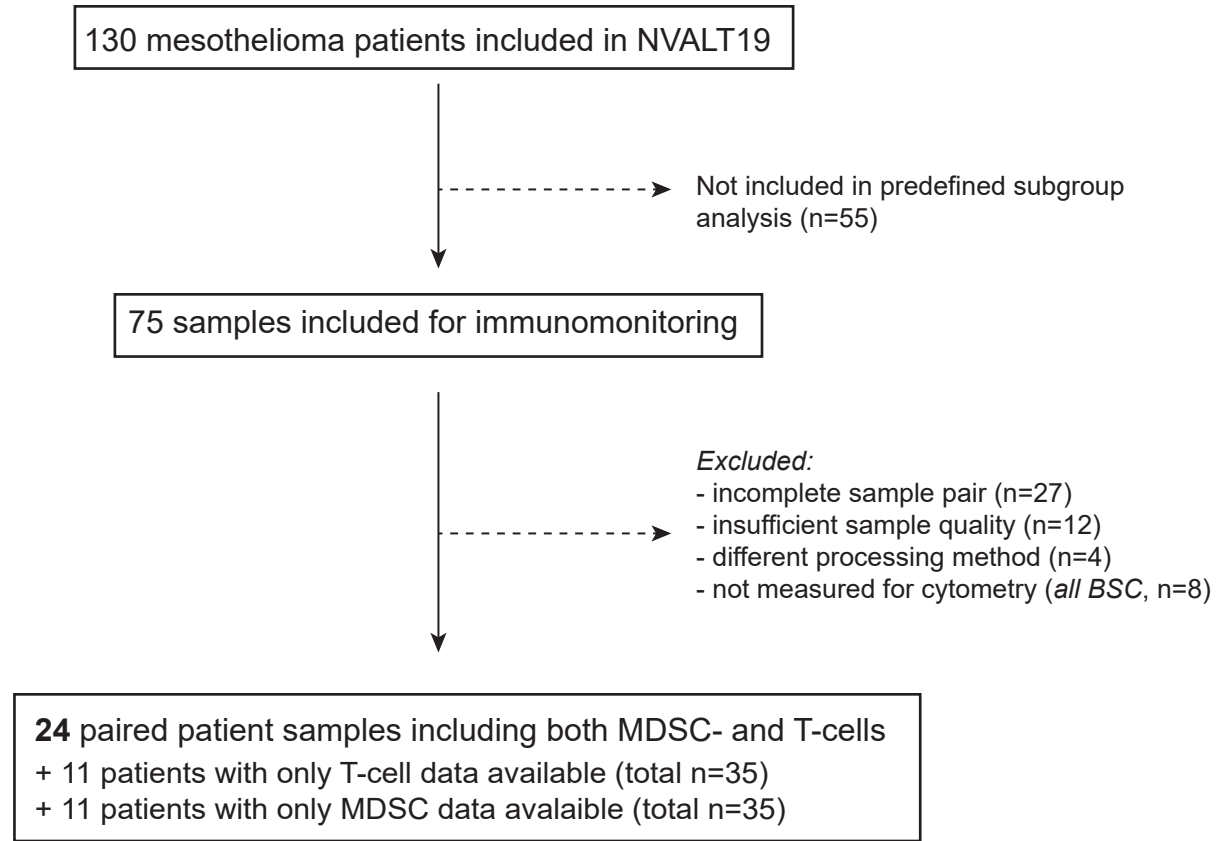 130 mesothelioma patients included in NVALT19
Not included in predefined subgroup
analysis (n=55)
75 samples included for immunomonitoring
Excluded:
- incomplete sample pair (n=27)
- insufficient sample quality (n=12)
- different processing method (n=4)
- not measured for cytometry (all BSC, n=8)
24 paired patient samples including both MDSC- and T-cells
+ 11 patients with only T-cell data available (total n=35)
+ 11 patients with only MDSC data avalaible (total n=35)